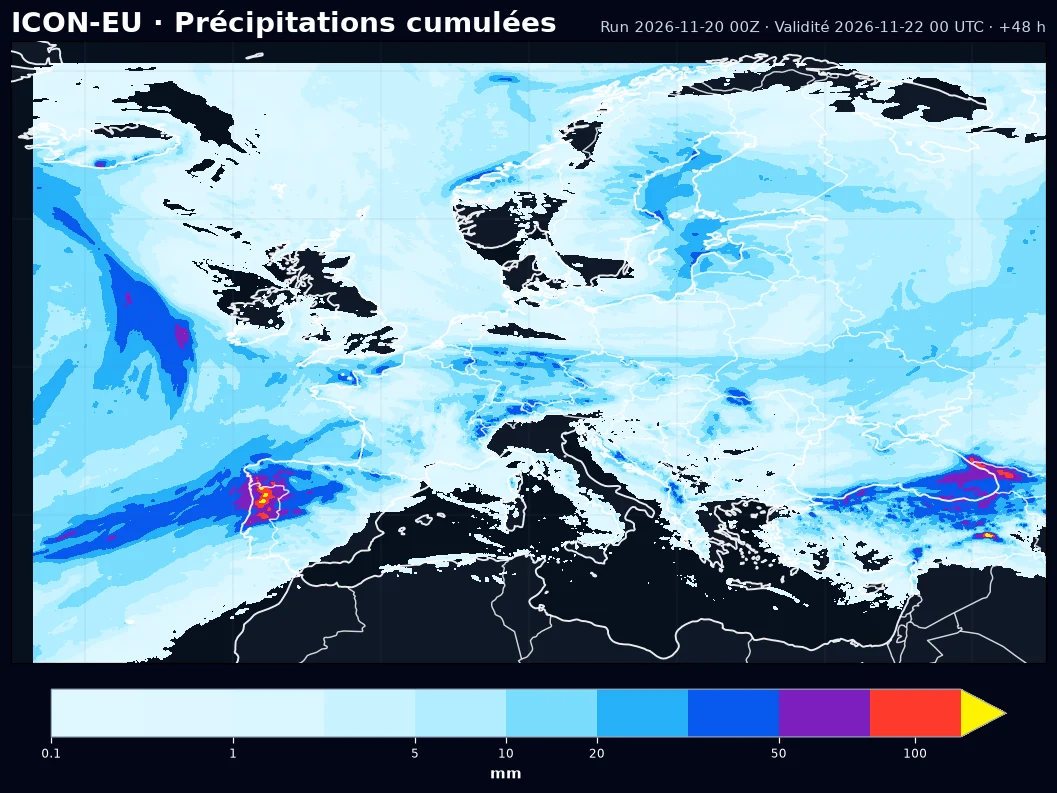 ICON-EU · Précipitations cumulées
Run 2026-11-20 00Z · Validité 2026-11-22 00 UTC · +48 h
0.1 1 5 10 20 50 100
mm